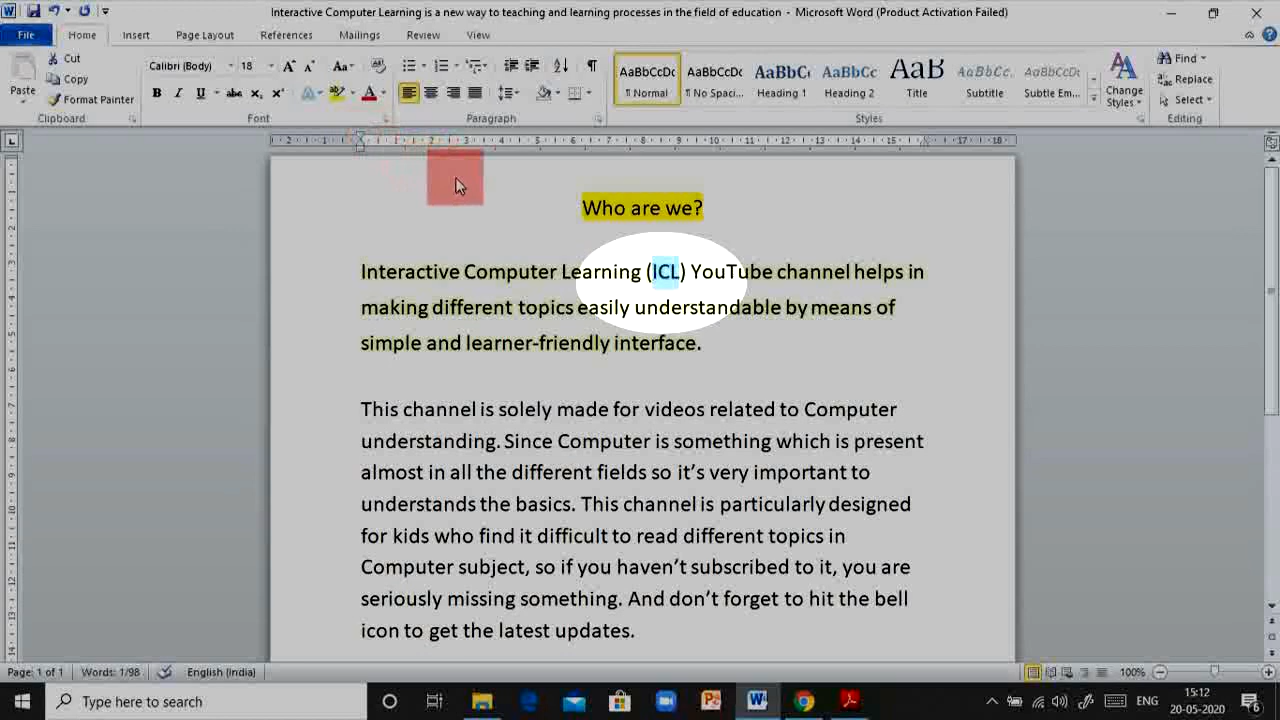 Interactive Computer Learning is a new way to teaching and learning processes in the field of education - Microsoft Word (Product Activation Failed)
File Home Insert Page Layout References Mailings Review View
Paste
Cut
Copy
Format Painter
Clipboard
Calibri (Body) 18
Font
Paragraph
AaBbCcDc AaBbCcDc AaBbC AaBbCc AaB AaBbCcL AaBbCcDc
¶ Normal ¶ No Spaci... Heading 1 Heading 2 Title Subtitle Subtle Em...
Styles
Change Styles
Find
Replace
Select
Editing
Who are we?
Interactive Computer Learning (ICL) YouTube channel helps in
making different topics easily understandable by means of
simple and learner-friendly interface.
This channel is solely made for videos related to Computer
understanding. Since Computer is something which is present
almost in all the different fields so it’s very important to
understands the basics. This channel is particularly designed
for kids who find it difficult to read different topics in
Computer subject, so if you haven’t subscribed to it, you are
seriously missing something. And don’t forget to hit the bell
icon to get the latest updates.
Page: 1 of 1 Words: 1/98 English (India) 100%
Type here to search
ENG
15:12
20-05-2020
6